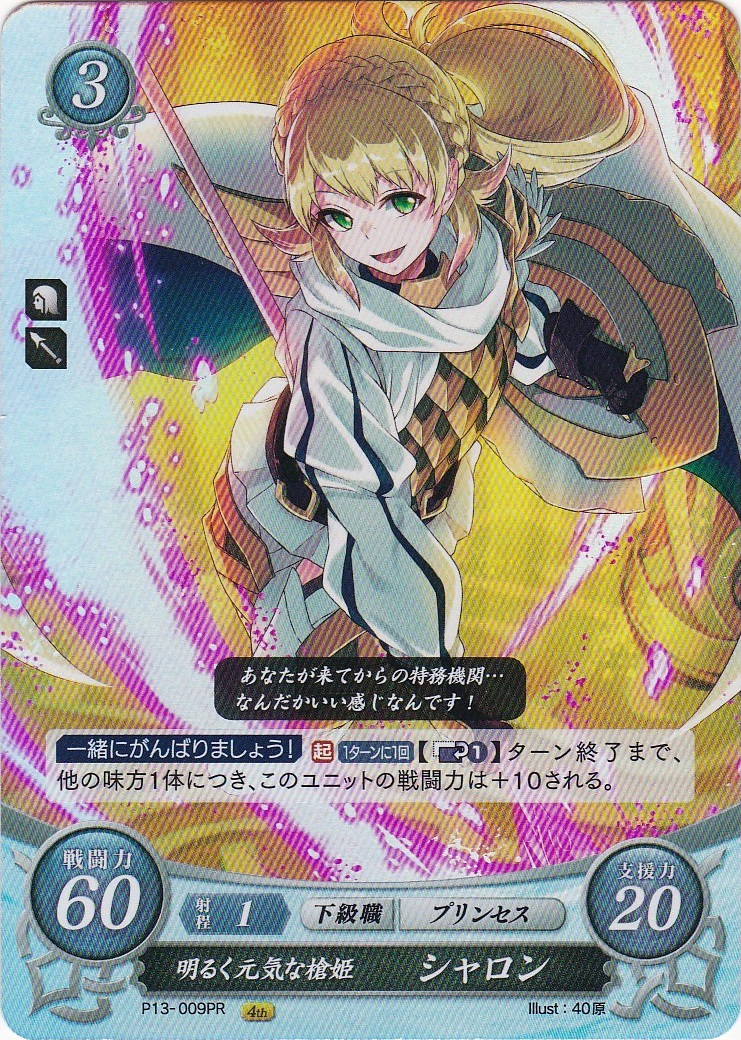 3
あなたが来てからの特務機関…
なんだかいい感じなんです！
一緒にがんばりましょう！ 起 1ターンに1回 【1】ターン終了まで、
他の味方1体につき、このユニットの戦闘力は＋10される。
戦闘力
60
射程 1 下級職 プリンセス
支援力
20
明るく元気な槍姫 シャロン
P13-009PR 4th Illust：40原